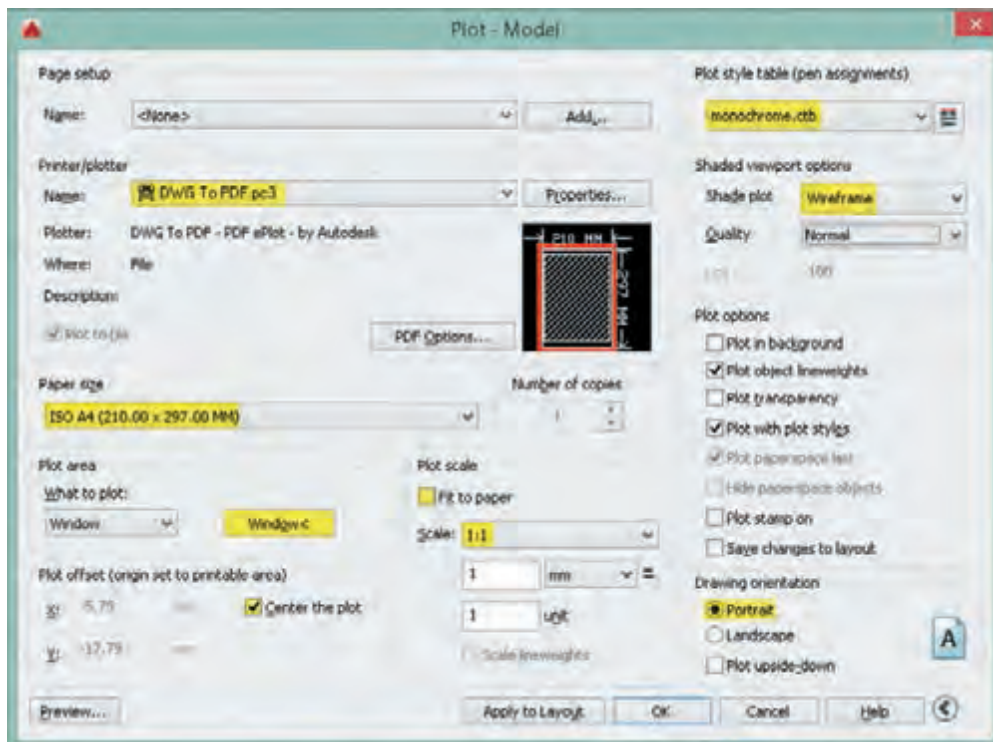 Plot - Model
Page setup
Name: <None> Add...
Printer/plotter
Name: DWG To PDF.pc3 Properties...
Plotter: DWG To PDF - PDF ePlot - by Autodesk
Where: File
Description:
Plot to file
PDF Options...
210 MM
297 MM
Paper size
ISO A4 (210.00 x 297.00 MM)
Number of copies
1
Plot area
What to plot:
Window Window<
Plot offset (origin set to printable area)
X: -5.79
Center the plot
Y: -17.79
Plot scale
Fit to paper
Scale: 1:1
1 mm =
1 unit
Scale lineweights
Plot style table (pen assignments)
monochrome.ctb
Shaded viewport options
Shade plot Wireframe
Quality Normal
100
Plot options
Plot in background
Plot object lineweights
Plot transparency
Plot with plot styles
Plot paperspace last
Hide paperspace objects
Plot stamp on
Save changes to layout
Drawing orientation
Portrait
Landscape
Plot upside-down
A
Preview... Apply to Layout OK Cancel Help